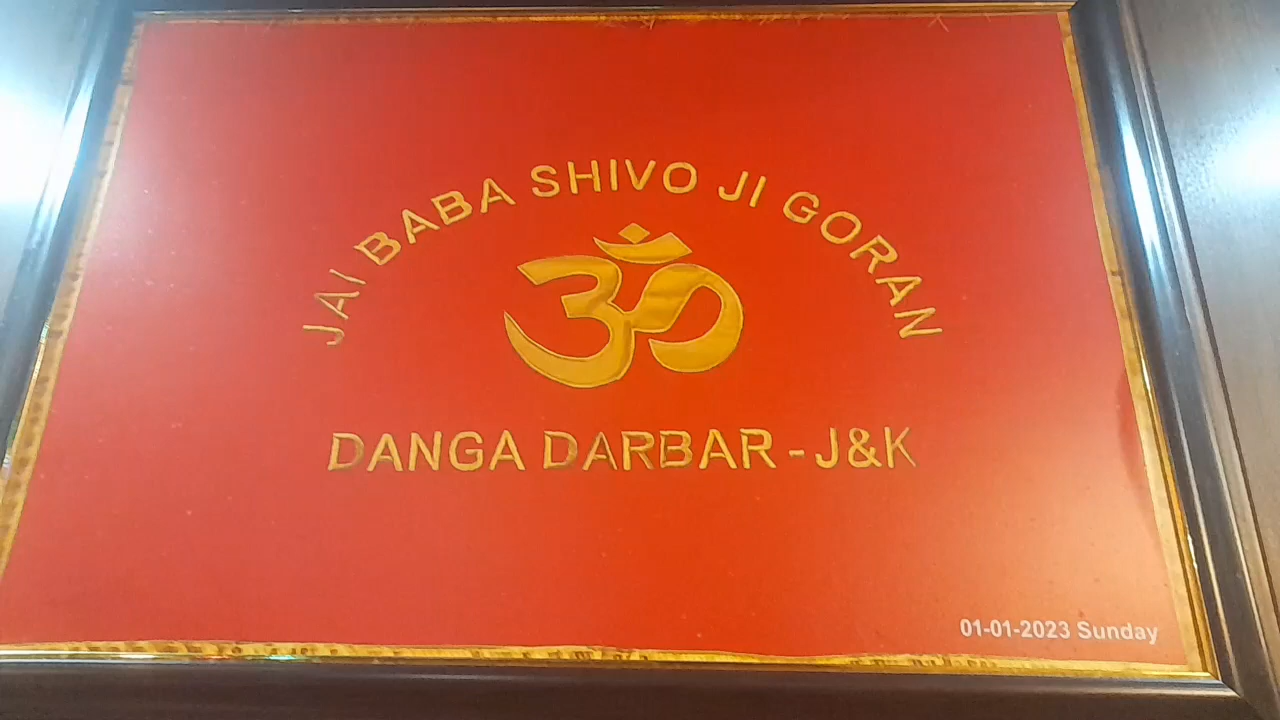 JAI BABA SHIVO JI GORAN
ॐ
DANGA DARBAR - J&K
01-01-2023 Sunday